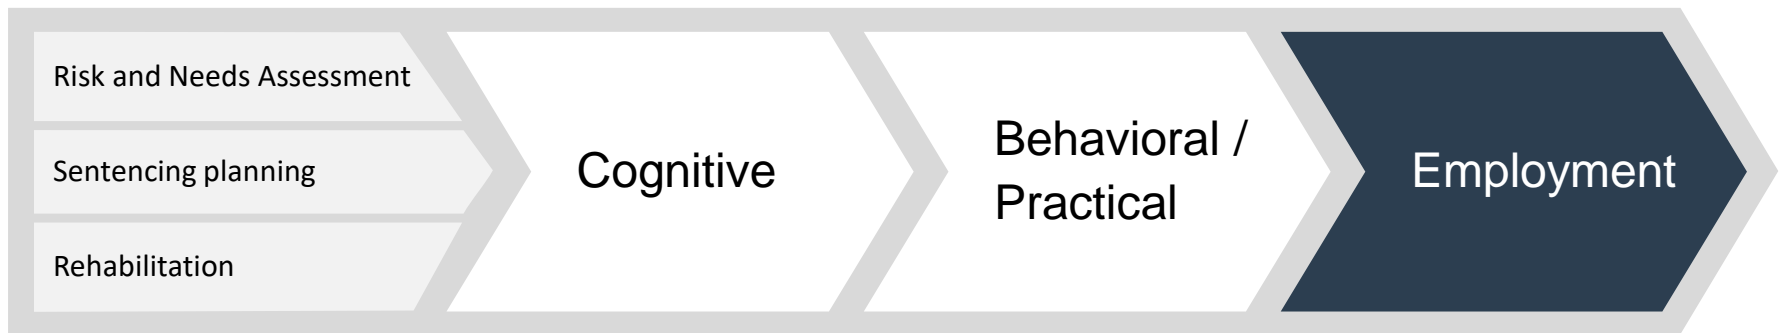 Risk and Needs Assessment
Sentencing planning
Rehabilitation
Cognitive
Behavioral /
Practical
Employment